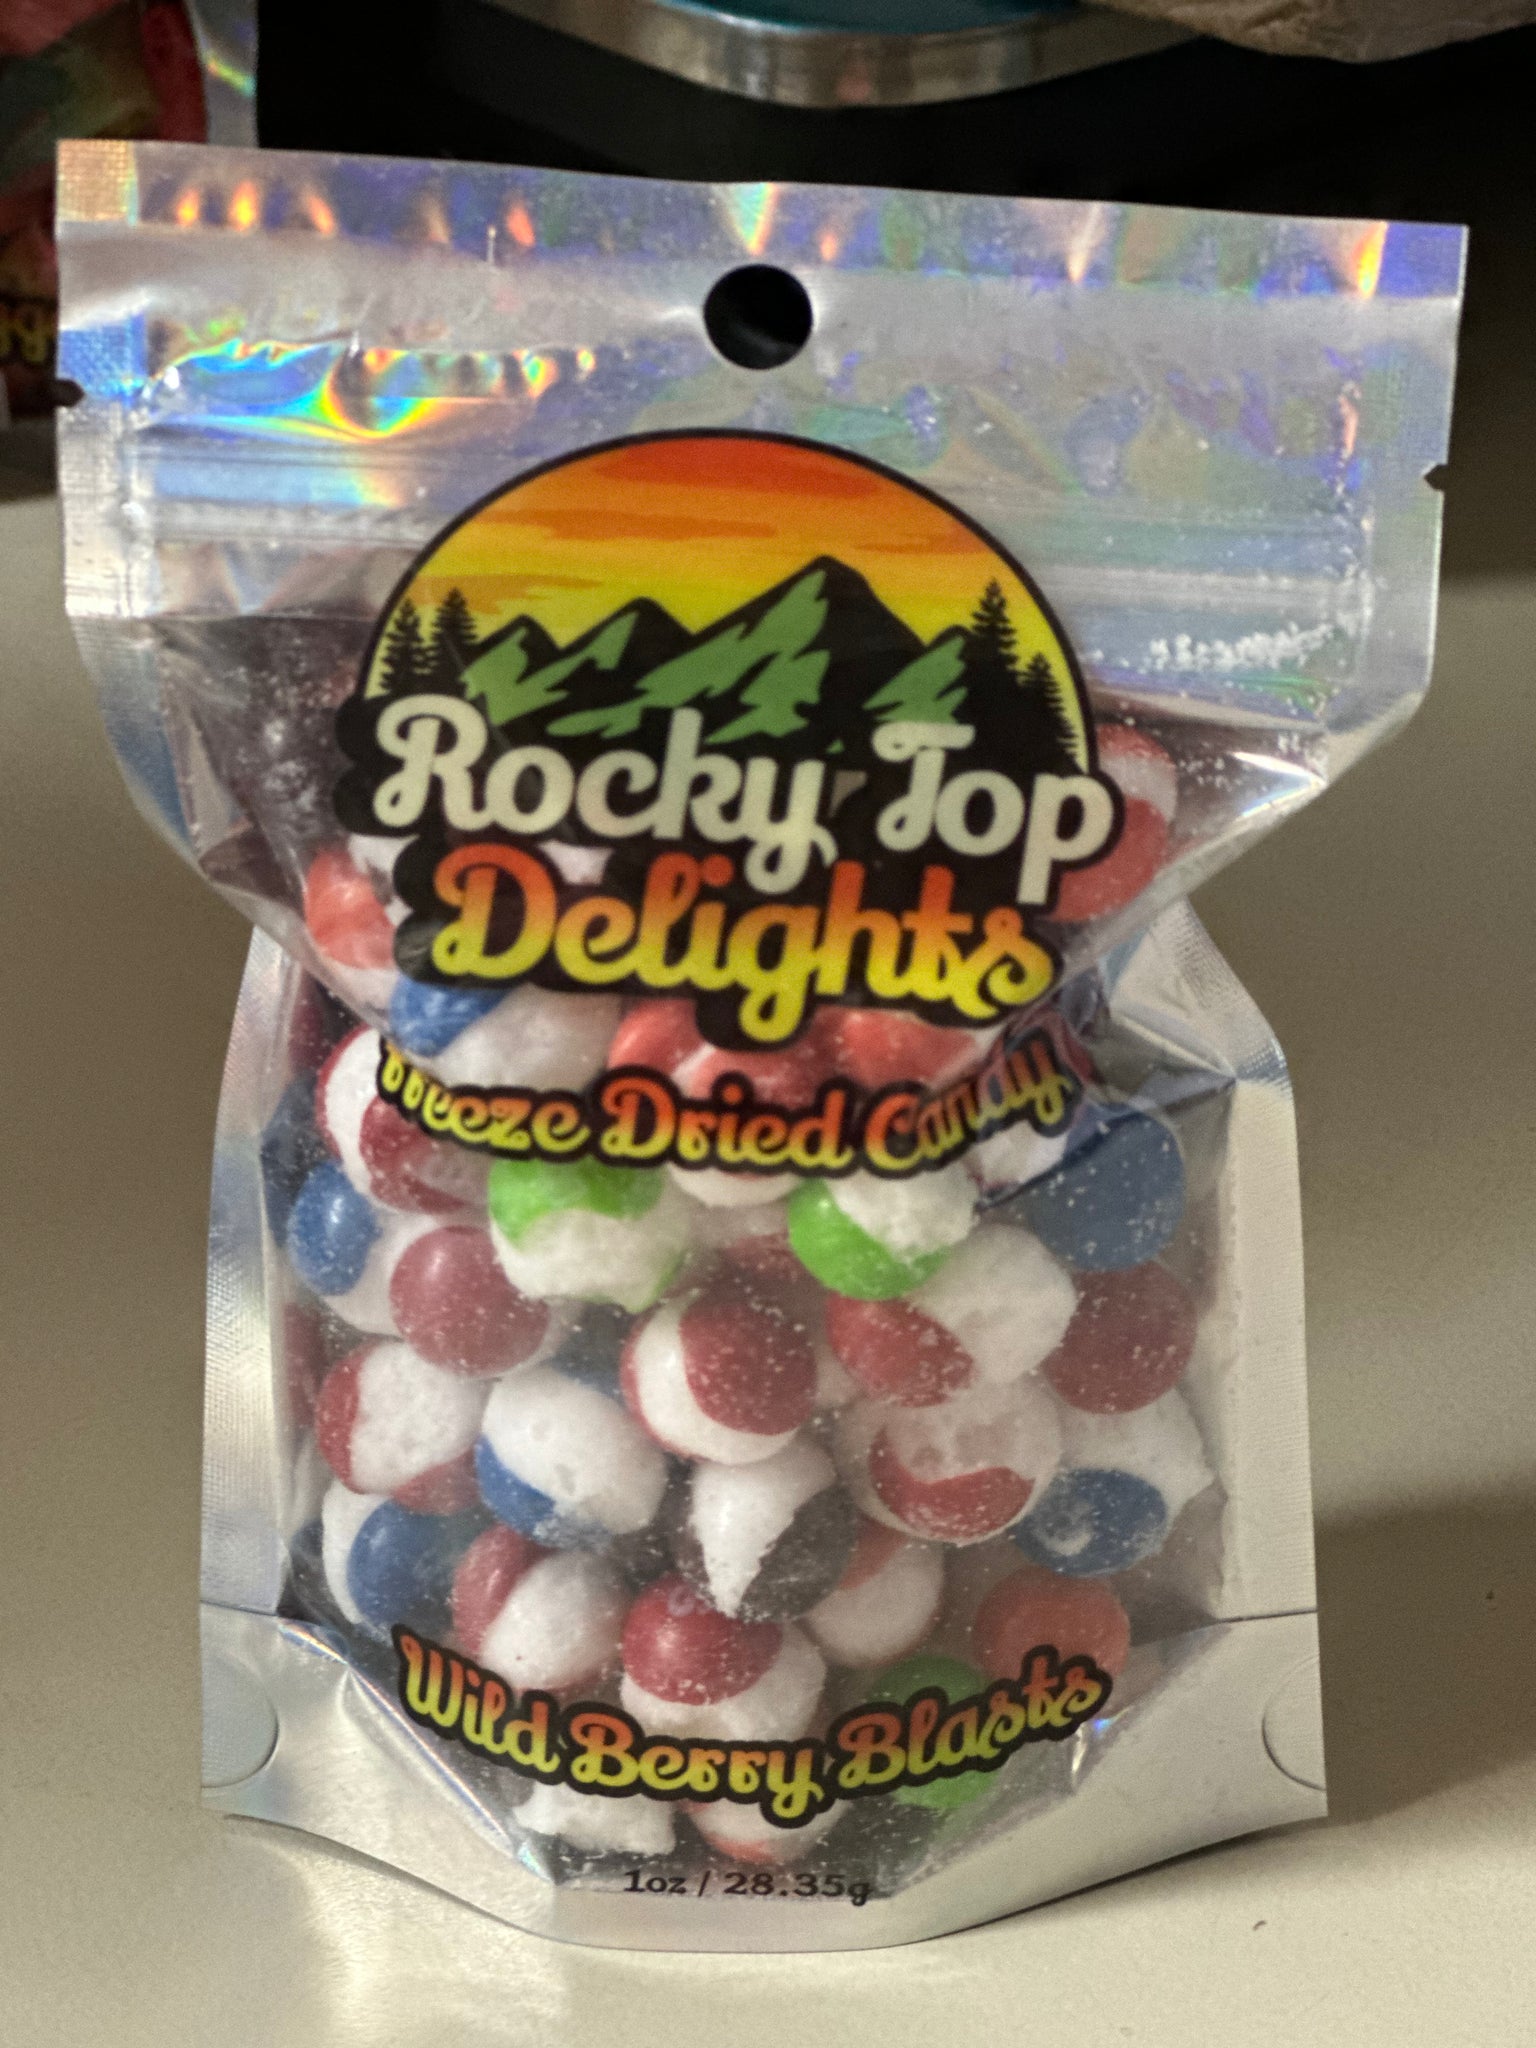 Rocky Top
Delights
Freeze Dried Candy
Wild Berry Blasts
1oz / 28.35g